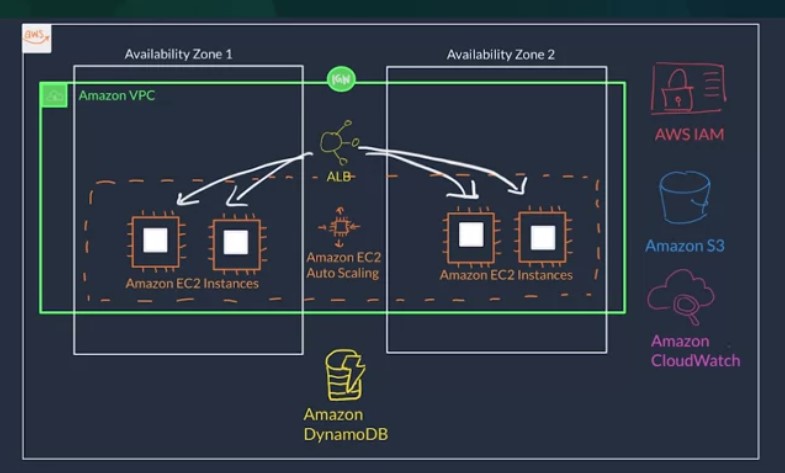 aws
Availability Zone 1
Availability Zone 2
IGW
Amazon VPC
AWS IAM
ALB
Amazon S3
Amazon EC2
Auto Scaling
Amazon EC2 Instances
Amazon EC2 Instances
Amazon
CloudWatch
Amazon
DynamoDB